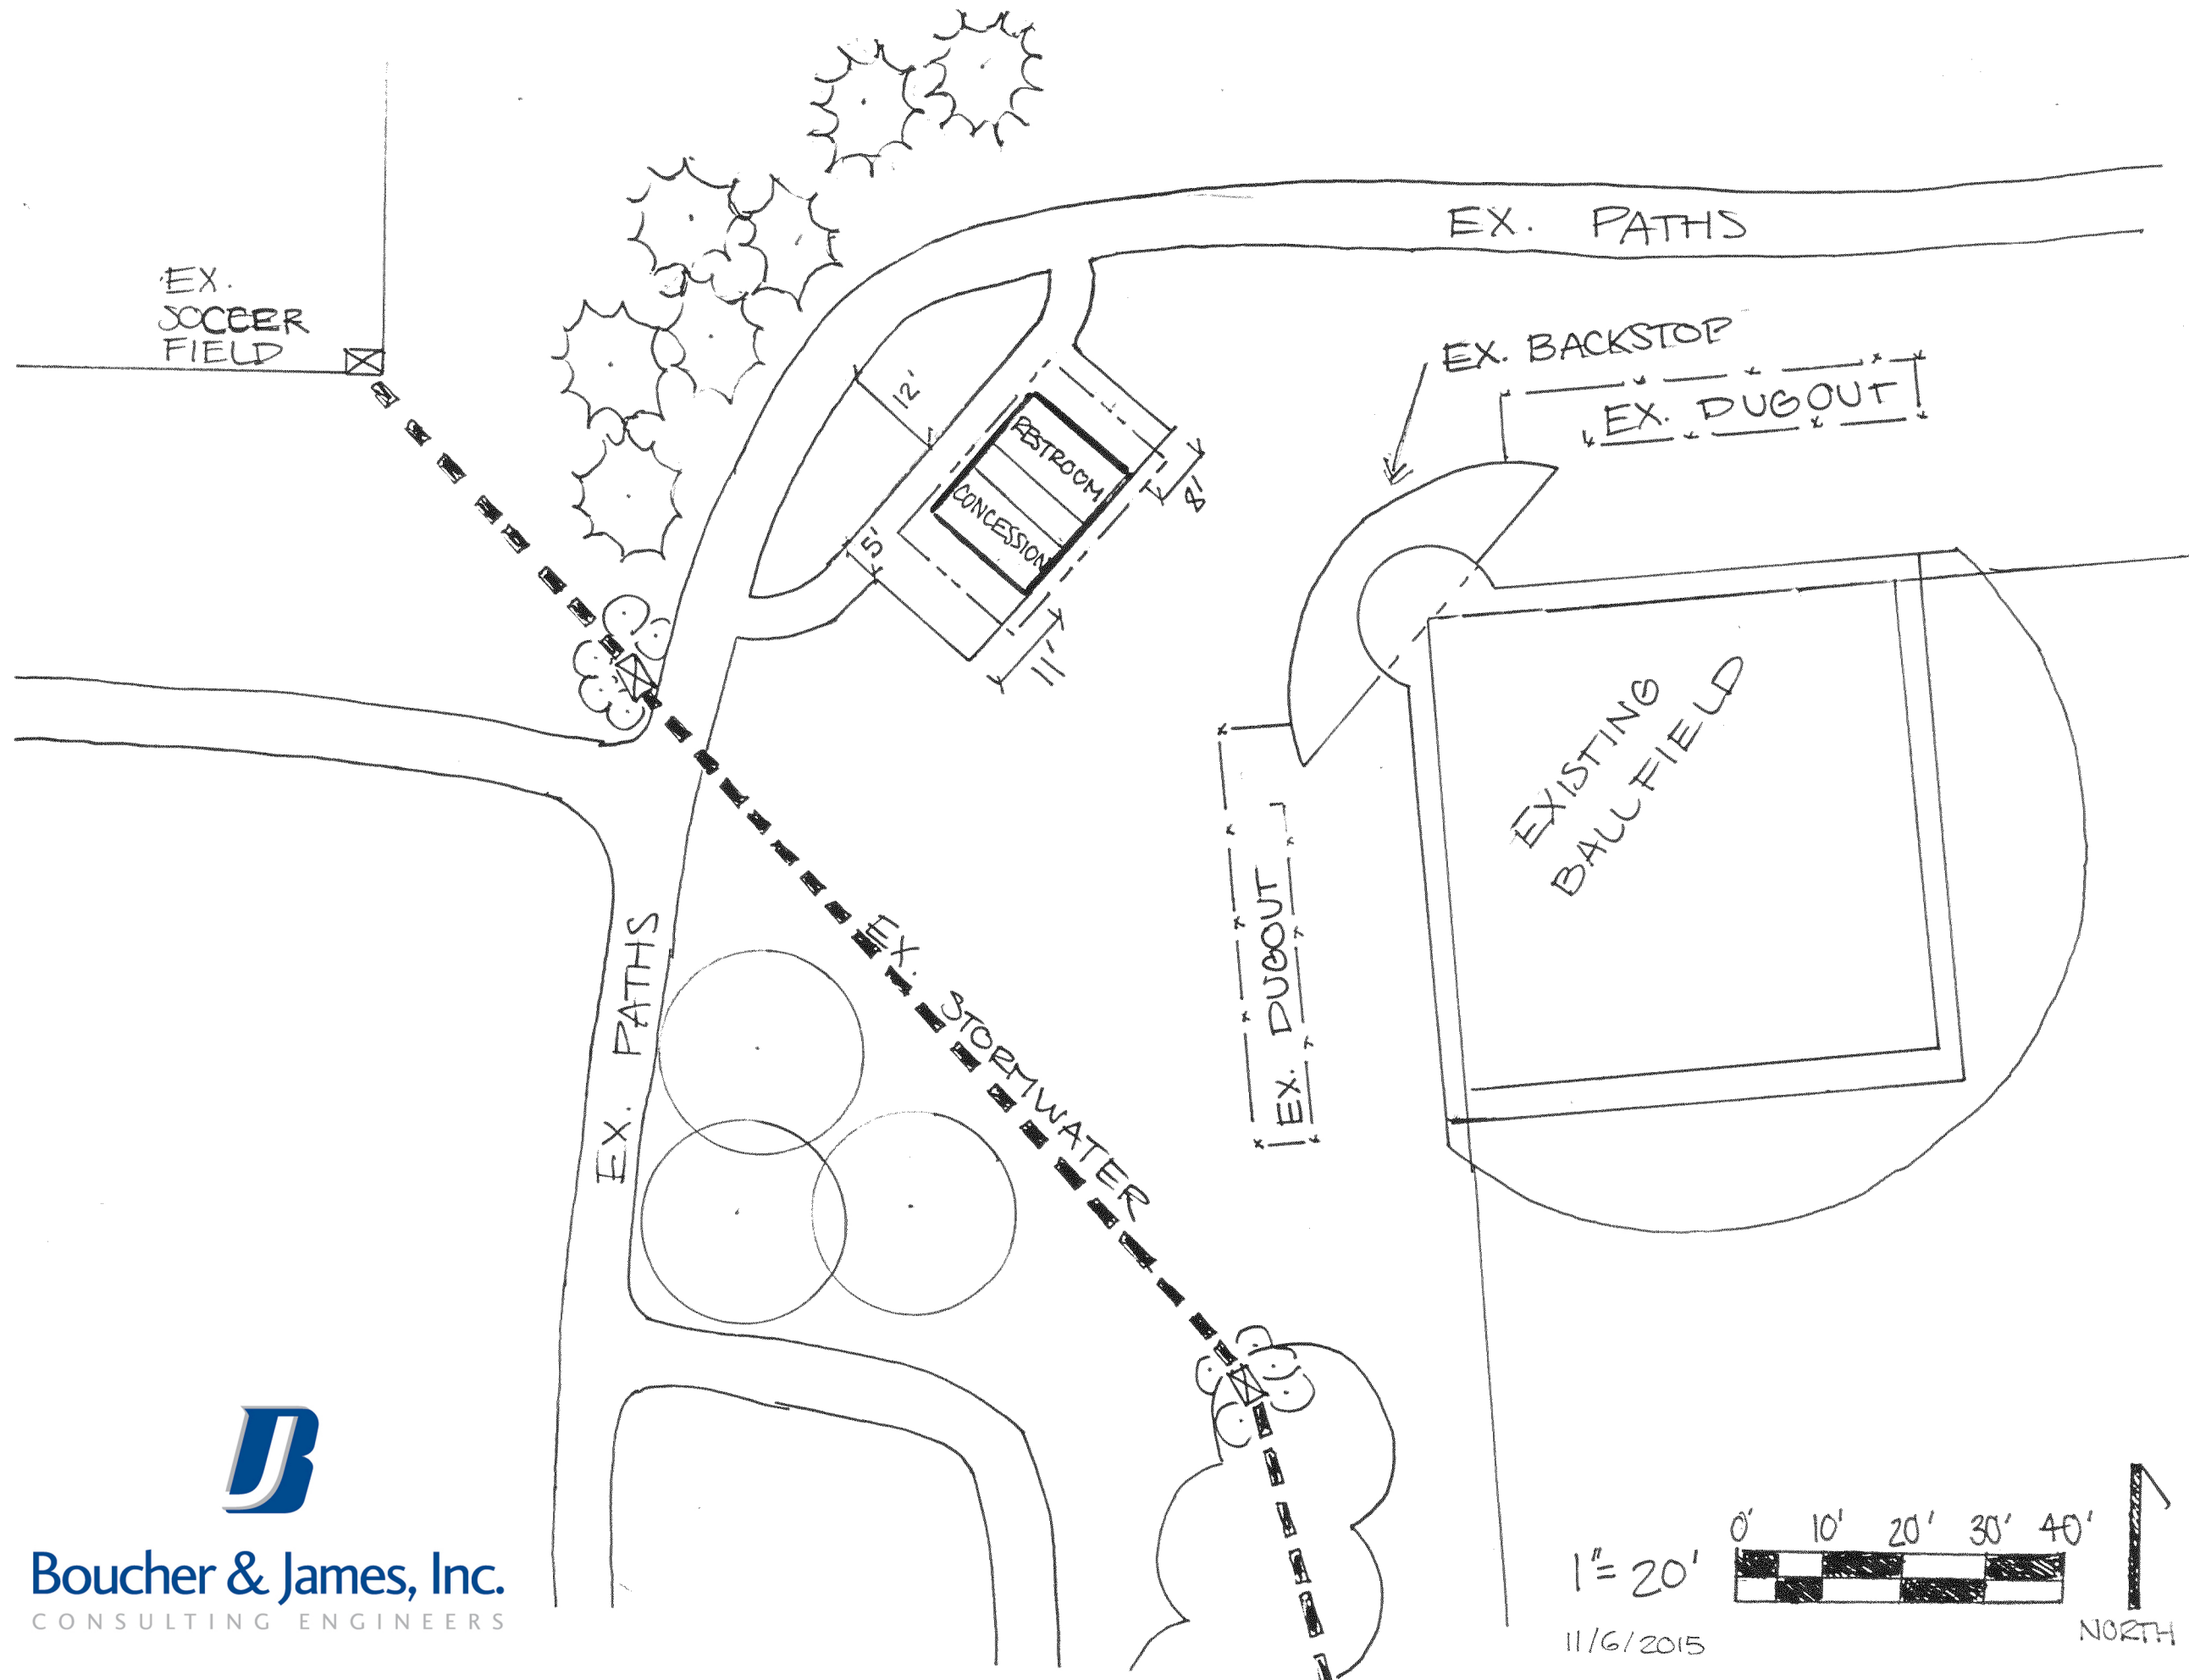 EX. PATHS
EX.
SOCCER
FIELD
EX. BACKSTOP
EX. DUGOUT
12'
RESTROOM
8'
CONCESSION
5'
11'
EXISTING
BALLFIELD
EX. DUGOUT
EX. PATHS
EX. STORMWATER
Boucher & James, Inc.
CONSULTING ENGINEERS
0' 10' 20' 30' 40'
1"= 20'
11/6/2015
NORTH